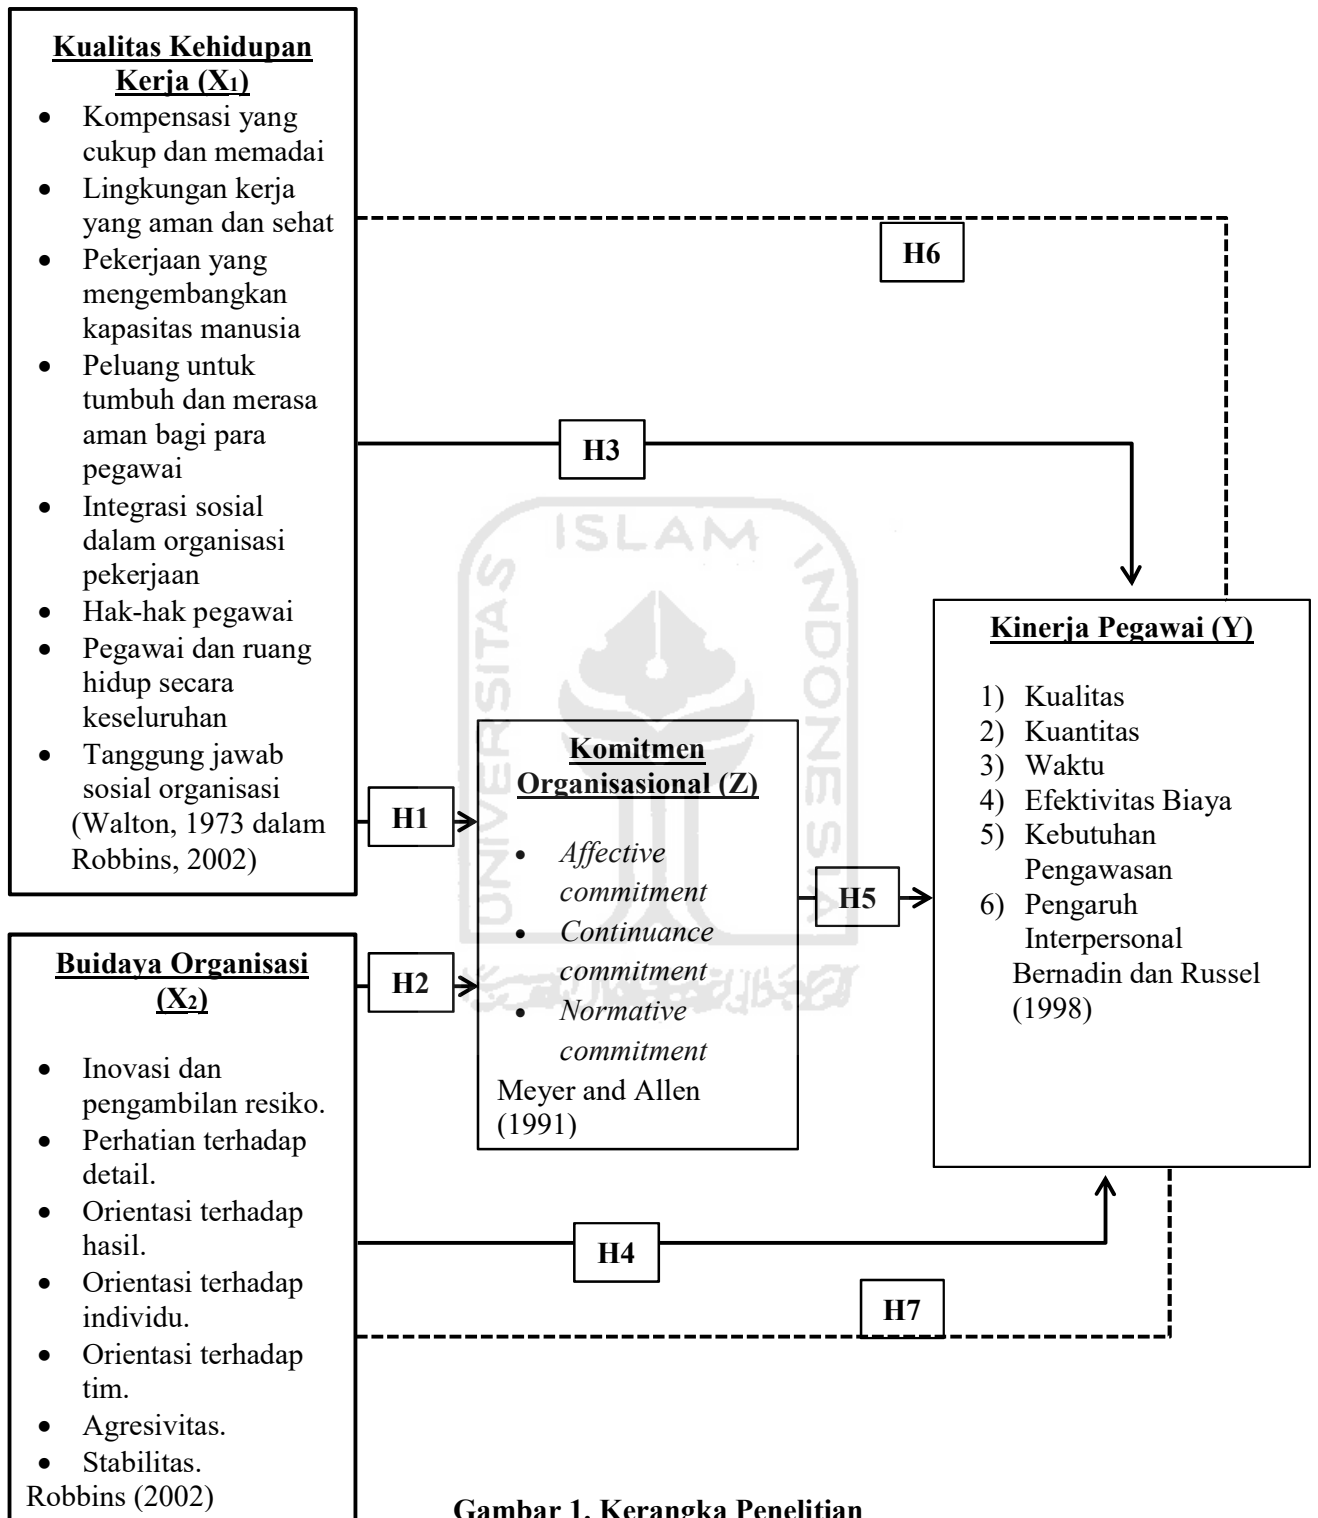 Kualitas Kehidupan
Kerja (X1)
• Kompensasi yang
cukup dan memadai
• Lingkungan kerja
yang aman dan sehat
• Pekerjaan yang
mengembangkan
kapasitas manusia
• Peluang untuk
tumbuh dan merasa
aman bagi para
pegawai
• Integrasi sosial
dalam organisasi
pekerjaan
• Hak-hak pegawai
• Pegawai dan ruang
hidup secara
keseluruhan
• Tanggung jawab
sosial organisasi
(Walton, 1973 dalam
Robbins, 2002)
Buidaya Organisasi
(X2)
• Inovasi dan
pengambilan resiko.
• Perhatian terhadap
detail.
• Orientasi terhadap
hasil.
• Orientasi terhadap
individu.
• Orientasi terhadap
tim.
• Agresivitas.
• Stabilitas.
Robbins (2002)
H1
H2
H3
H4
H5
H6
H7
Komitmen
Organisasional (Z)
• Affective
commitment
• Continuance
commitment
• Normative
commitment
Meyer and Allen
(1991)
Kinerja Pegawai (Y)
1) Kualitas
2) Kuantitas
3) Waktu
4) Efektivitas Biaya
5) Kebutuhan
Pengawasan
6) Pengaruh
Interpersonal
Bernadin dan Russel
(1998)
UNIVERSITAS
ISLAM
INDONESIA
Gambar 1. Kerangka Penelitian